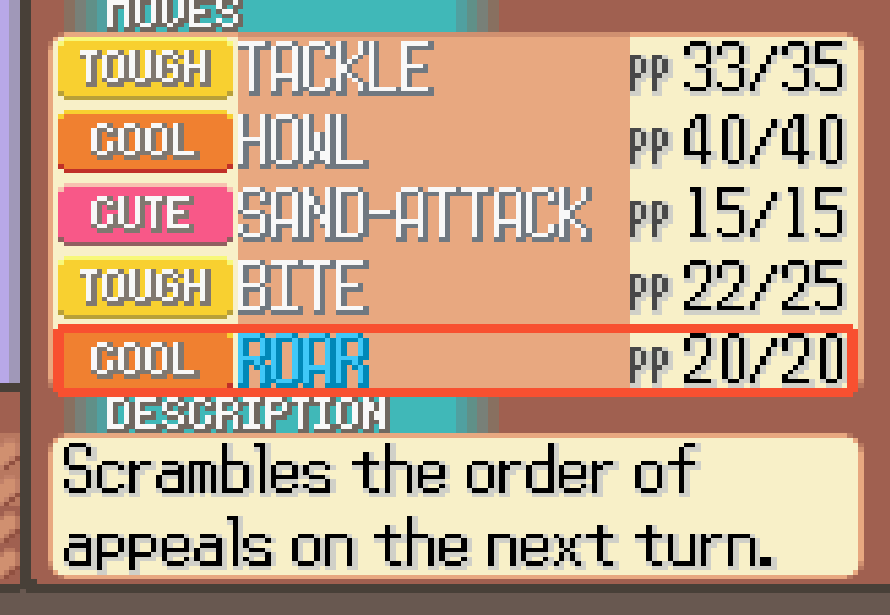 MOVES
TOUGH TACKLE PP 33/35
COOL HOWL PP 40/40
CUTE SAND-ATTACK PP 15/15
TOUGH BITE PP 22/25
COOL ROAR PP 20/20
DESCRIPTION
Scrambles the order of
appeals on the next turn.